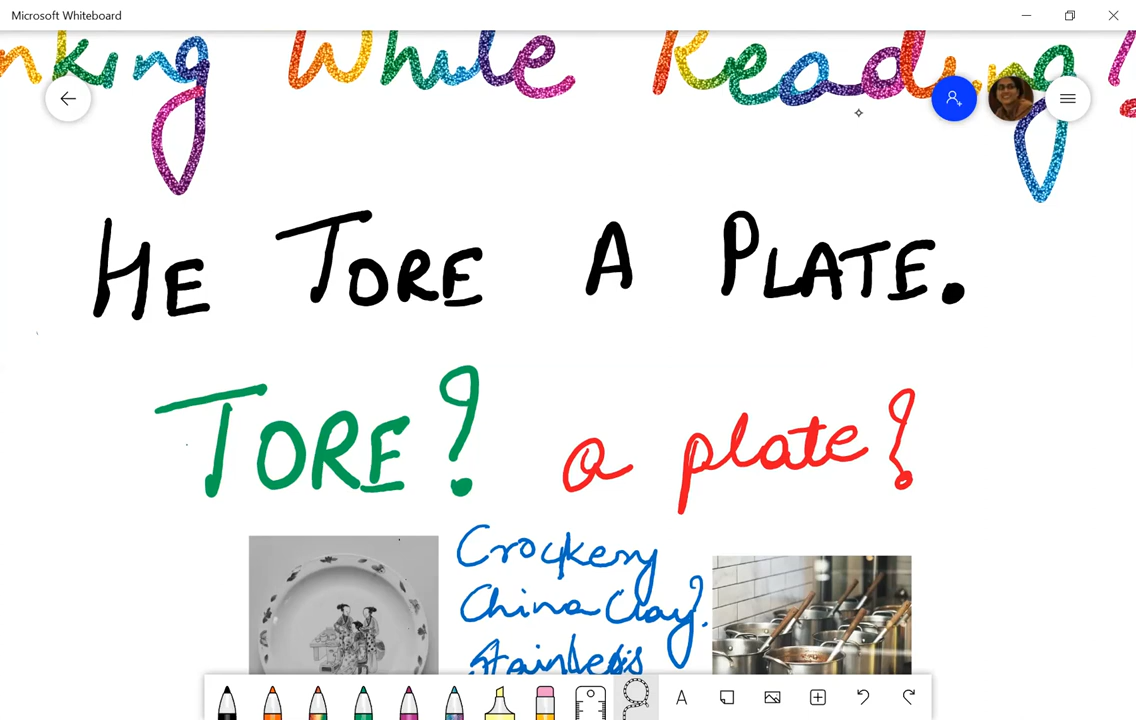 Microsoft Whiteboard
nking While Reading?
HE TORE A PLATE.
TORE? a plate?
Crockery
China Clay?
Stainless